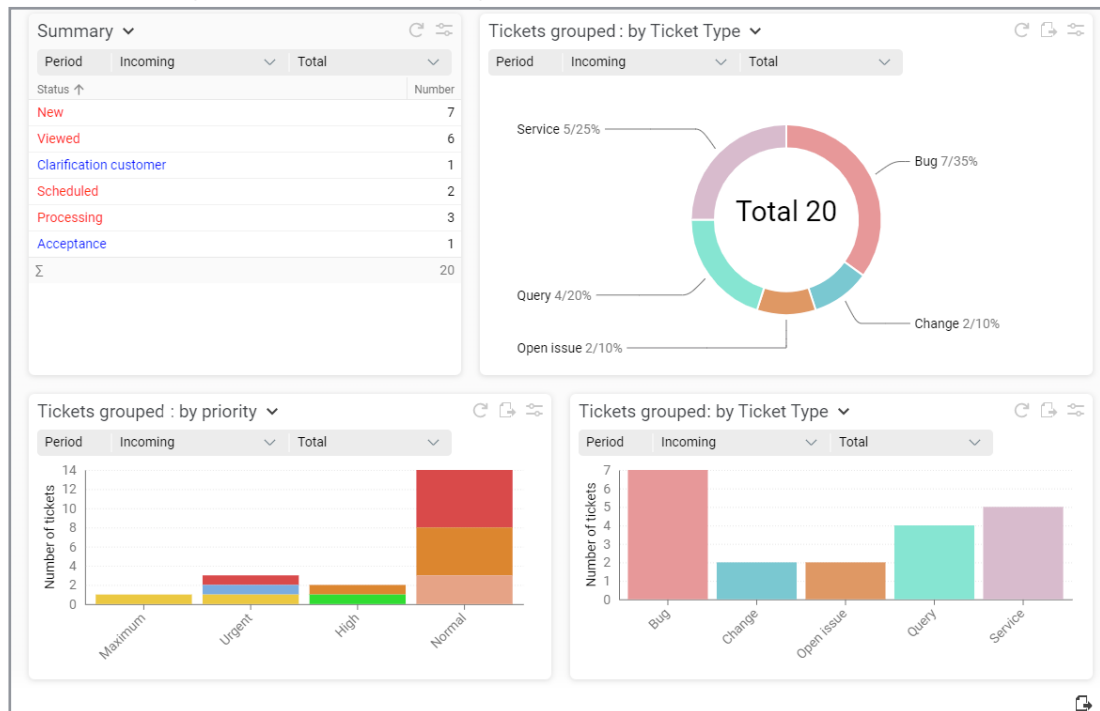 Summary
Period Incoming Total
Status ↑ Number
New 7
Viewed 6
Clarification customer 1
Scheduled 2
Processing 3
Acceptance 1
Σ 20
Tickets grouped : by Ticket Type
Period Incoming Total
Service 5/25%
Bug 7/35%
Total 20
Query 4/20%
Change 2/10%
Open issue 2/10%
Tickets grouped : by priority
Period Incoming Total
Number of tickets
14
12
10
8
6
4
2
0
Maximum Urgent High Normal
Tickets grouped: by Ticket Type
Period Incoming Total
Number of tickets
7
6
5
4
3
2
1
0
Bug Change Open issue Query Service